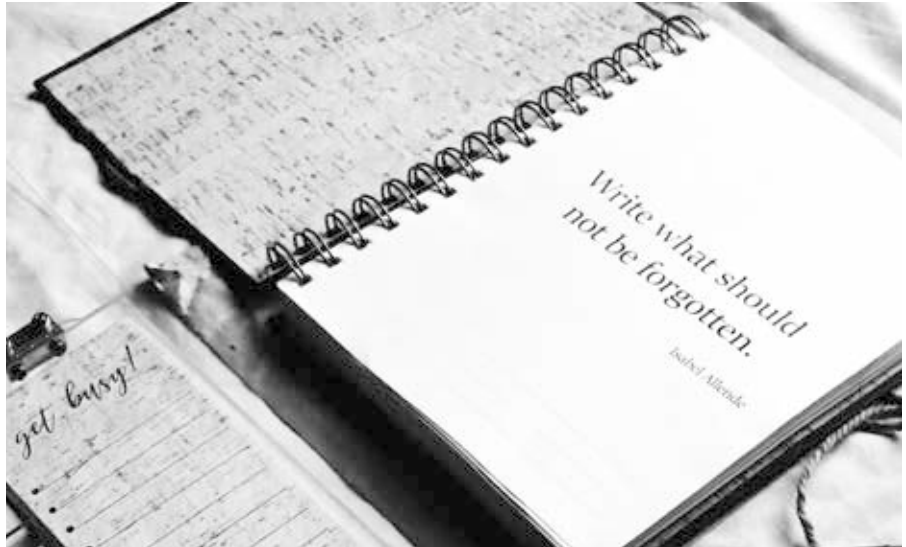 Write what should
not be forgotten.
Isabel Allende
get busy!